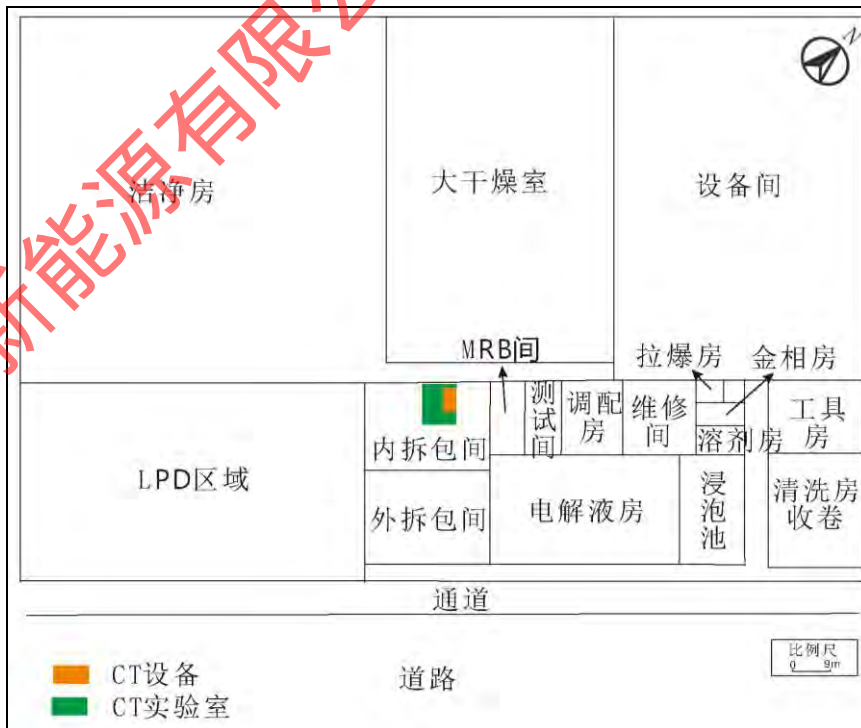 N
新能源有限公
洁净房
大干燥室
设备间
MRB间
拉爆房
金相房
测试间
调配房
维修间
溶剂房
工具房
内拆包间
LPD区域
外拆包间
电解液房
浸泡池
清洗房
收卷
通道
道路
CT设备
CT实验室
比例尺
0 9m